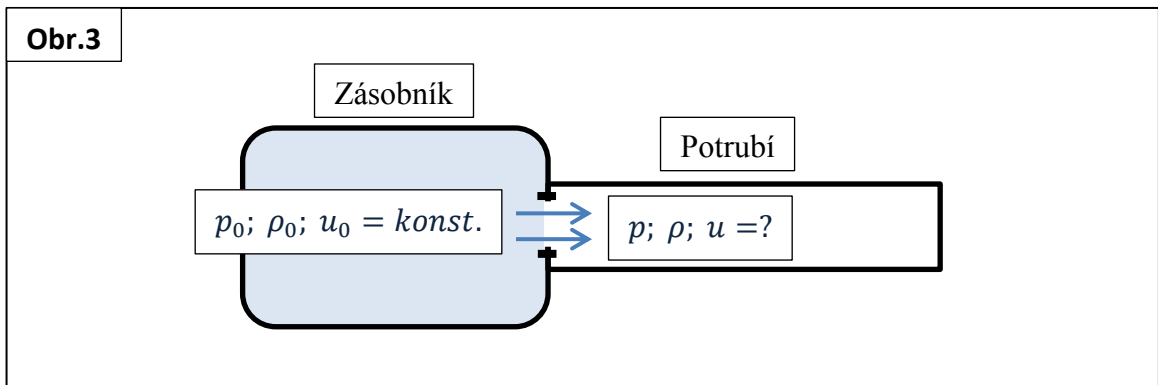 Obr.3
Zásobník
Potrubí
p₀; ρ₀; u₀ = konst.
p; ρ; u =?